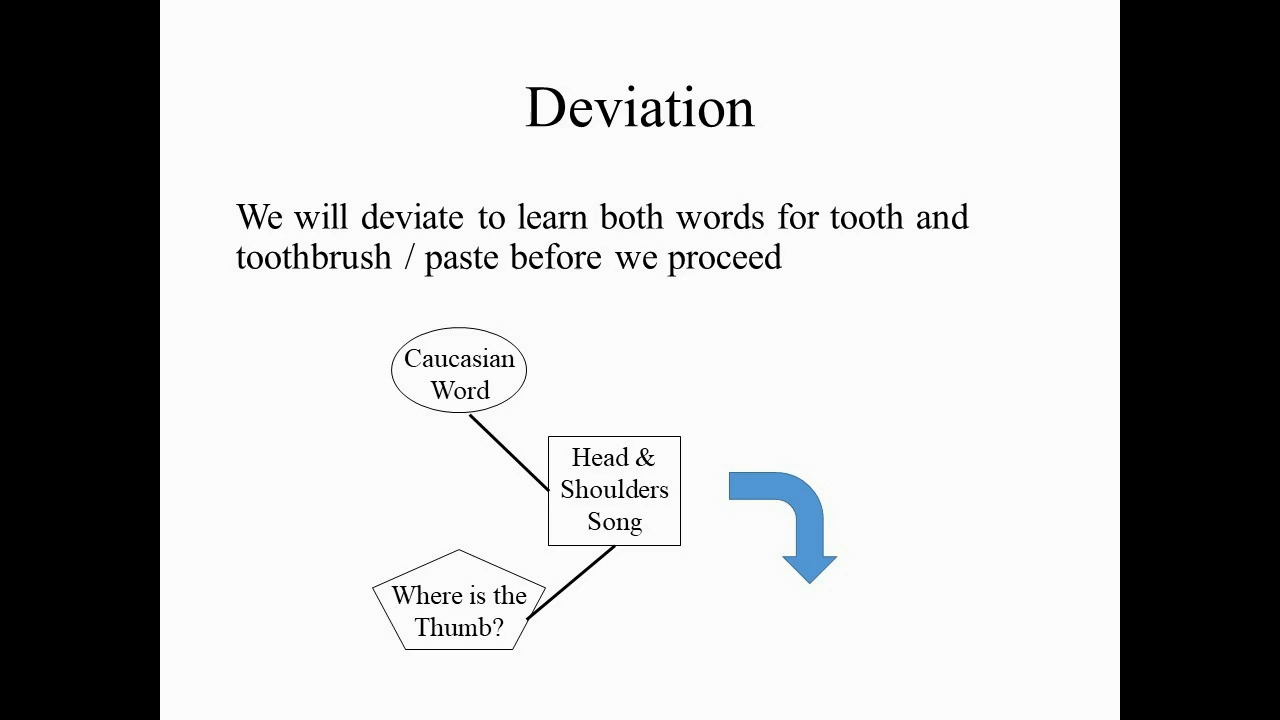 Deviation
We will deviate to learn both words for tooth and
toothbrush / paste before we proceed
Caucasian
Word
Head &
Shoulders
Song
Where is the
Thumb?